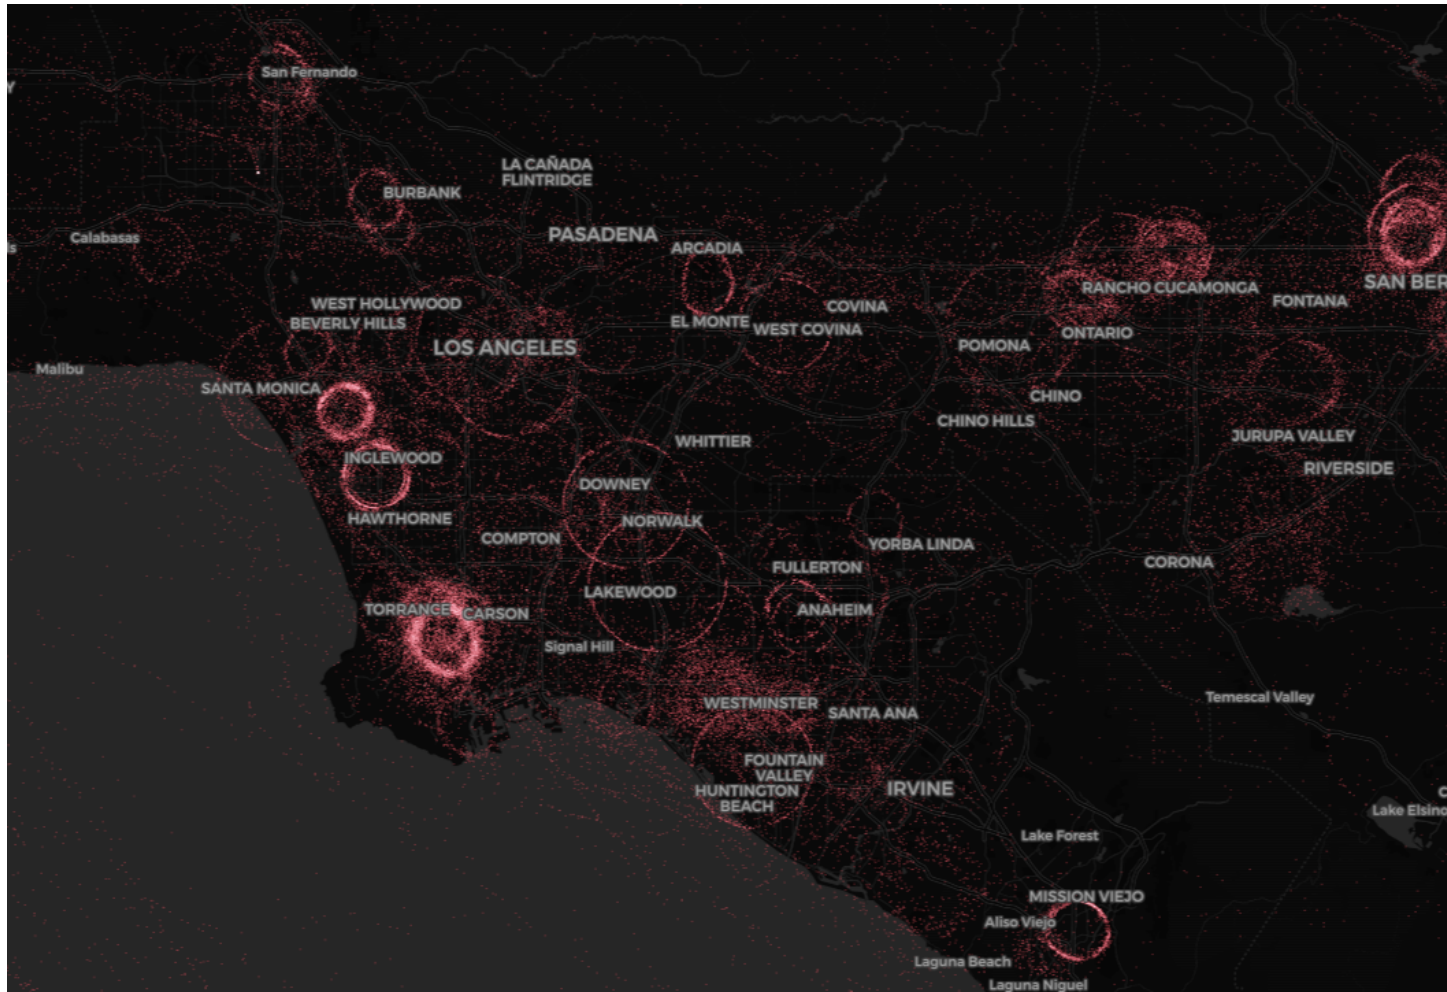 San Fernando
Y
LA CAÑADA
FLINTRIDGE
BURBANK
PASADENA
Calabasas
ls
ARCADIA
SAN BER
RANCHO CUCAMONGA
FONTANA
WEST HOLLYWOOD
BEVERLY HILLS
COVINA
EL MONTE
WEST COVINA
ONTARIO
LOS ANGELES
POMONA
Malibu
SANTA MONICA
CHINO
CHINO HILLS
JURUPA VALLEY
WHITTIER
INGLEWOOD
RIVERSIDE
DOWNEY
HAWTHORNE
NORWALK
COMPTON
YORBA LINDA
CORONA
FULLERTON
LAKEWOOD
TORRANCE
CARSON
ANAHEIM
Signal Hill
Temescal Valley
WESTMINSTER
SANTA ANA
FOUNTAIN
VALLEY
HUNTINGTON
BEACH
IRVINE
C
Lake Elsino
Lake Forest
MISSION VIEJO
Aliso Viejo
Laguna Beach
Laguna Niguel